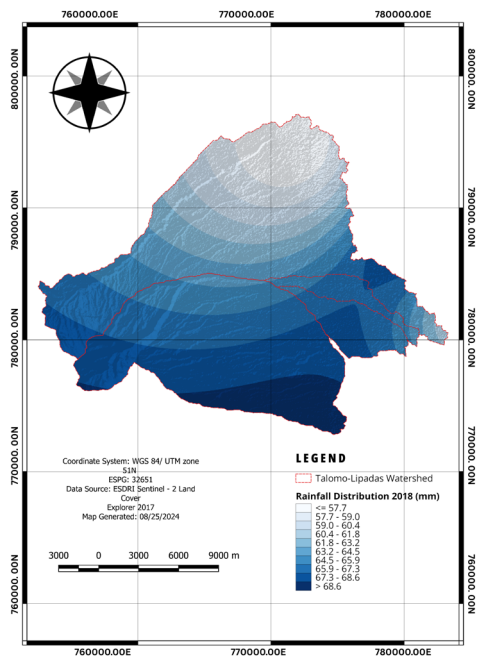 760000.00E 770000.00E 780000.00E
800000.00N 800000.00N
790000.00N 790000.00N
780000.00N 780000.00N
770000.00N 770000.00N
Coordinate System: WGS 84/ UTM zone
51N
ESPG: 32651
Data Source: ESDRI Sentinel - 2 Land
Cover
Explorer 2017
Map Generated: 08/25/2024
LEGEND
Talomo-Lipadas Watershed
Rainfall Distribution 2018 (mm)
<= 57.7
57.7 - 59.0
59.0 - 60.4
60.4 - 61.8
61.8 - 63.2
63.2 - 64.5
64.5 - 65.9
65.9 - 67.3
67.3 - 68.6
> 68.6
3000 0 3000 6000 9000 m
760000.00N 760000.00N
760000.00E 770000.00E 780000.00E